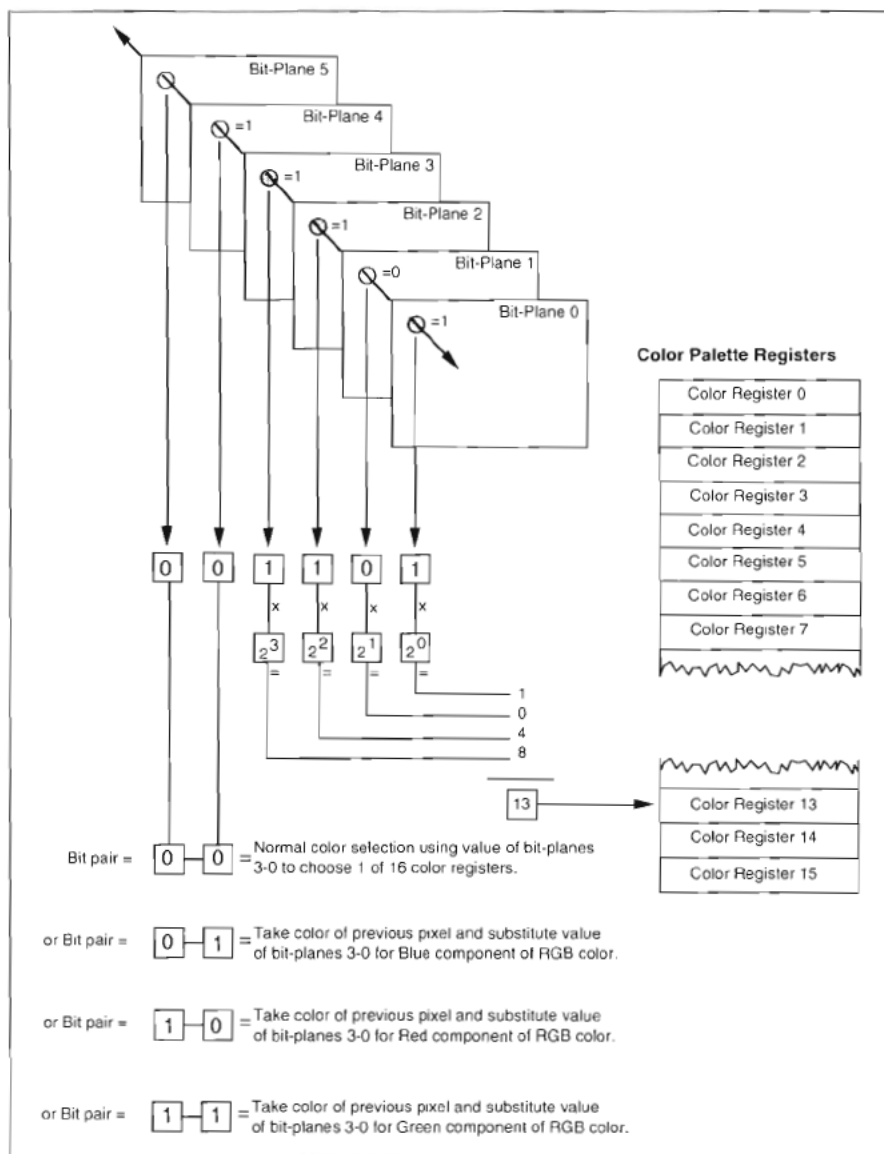 Bit-Plane 5
Bit-Plane 4
=1
Bit-Plane 3
=1
Bit-Plane 2
=1
Bit-Plane 1
=0
Bit-Plane 0
=1
Color Palette Registers
Color Register 0
Color Register 1
Color Register 2
Color Register 3
Color Register 4
Color Register 5
Color Register 6
Color Register 7
0 0 1 1 0 1
x x x x
2^3 2^2 2^1 2^0
= = = =
1
0
4
8
13
Color Register 13
Color Register 14
Color Register 15
Bit pair = 0 0 = Normal color selection using value of bit-planes
3-0 to choose 1 of 16 color registers.
or Bit pair = 0 1 = Take color of previous pixel and substitute value
of bit-planes 3-0 for Blue component of RGB color.
or Bit pair = 1 0 = Take color of previous pixel and substitute value
of bit-planes 3-0 for Red component of RGB color.
or Bit pair = 1 1 = Take color of previous pixel and substitute value
of bit-planes 3-0 for Green component of RGB color.